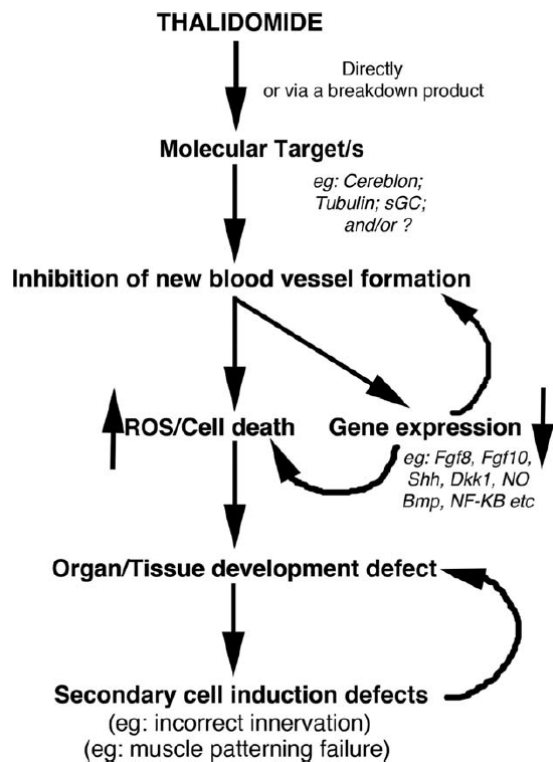 THALIDOMIDE
Directly
or via a breakdown product
Molecular Target/s
eg: Cereblon;
Tubulin; sGC;
and/or ?
Inhibition of new blood vessel formation
ROS/Cell death
Gene expression
eg: Fgf8, Fgf10,
Shh, Dkk1, NO
Bmp, NF-KB etc
Organ/Tissue development defect
Secondary cell induction defects
(eg: incorrect innervation)
(eg: muscle patterning failure)